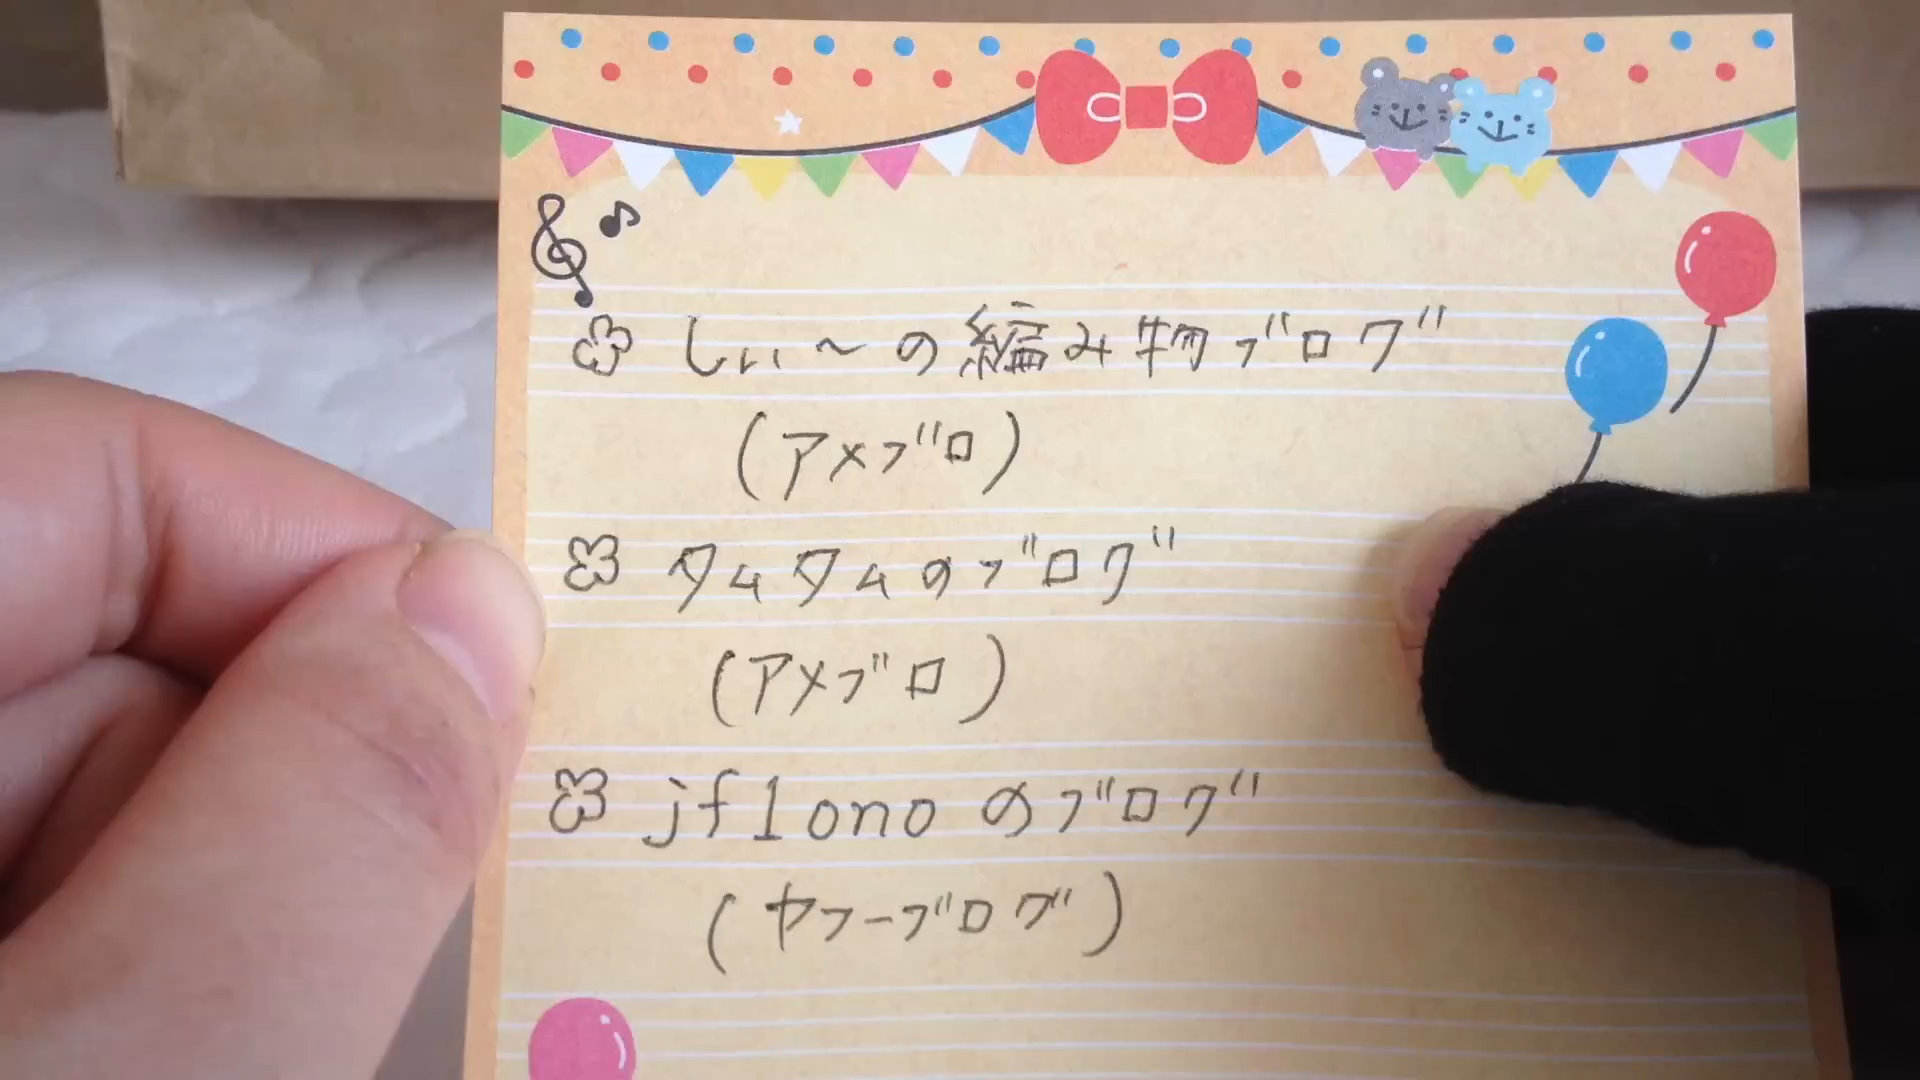 しぃ～の編み物ブログ
(アメブロ)
タムタムのブログ
(アメブロ)
jflonoのブログ
(ヤフーブログ)